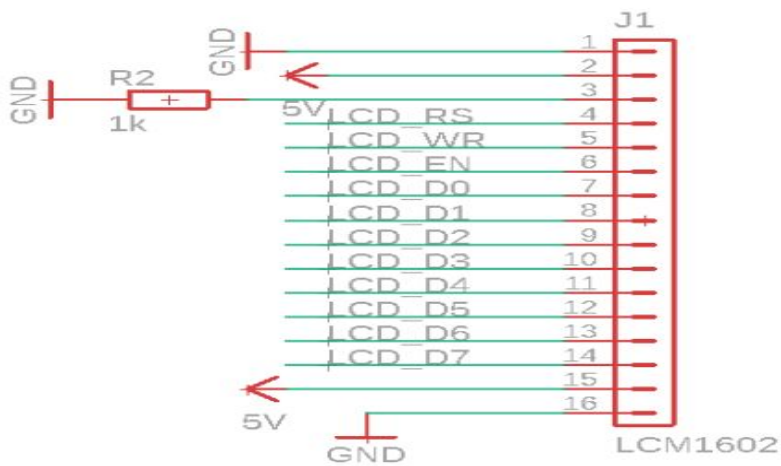 J1
GND
1
2
R2
GND
3
1k
5V
LCD_RS
4
LCD_WR
5
LCD_EN
6
LCD_D0
7
LCD_D1
8
LCD_D2
9
LCD_D3
10
LCD_D4
11
LCD_D5
12
LCD_D6
13
LCD_D7
14
15
5V
16
GND
LCM1602